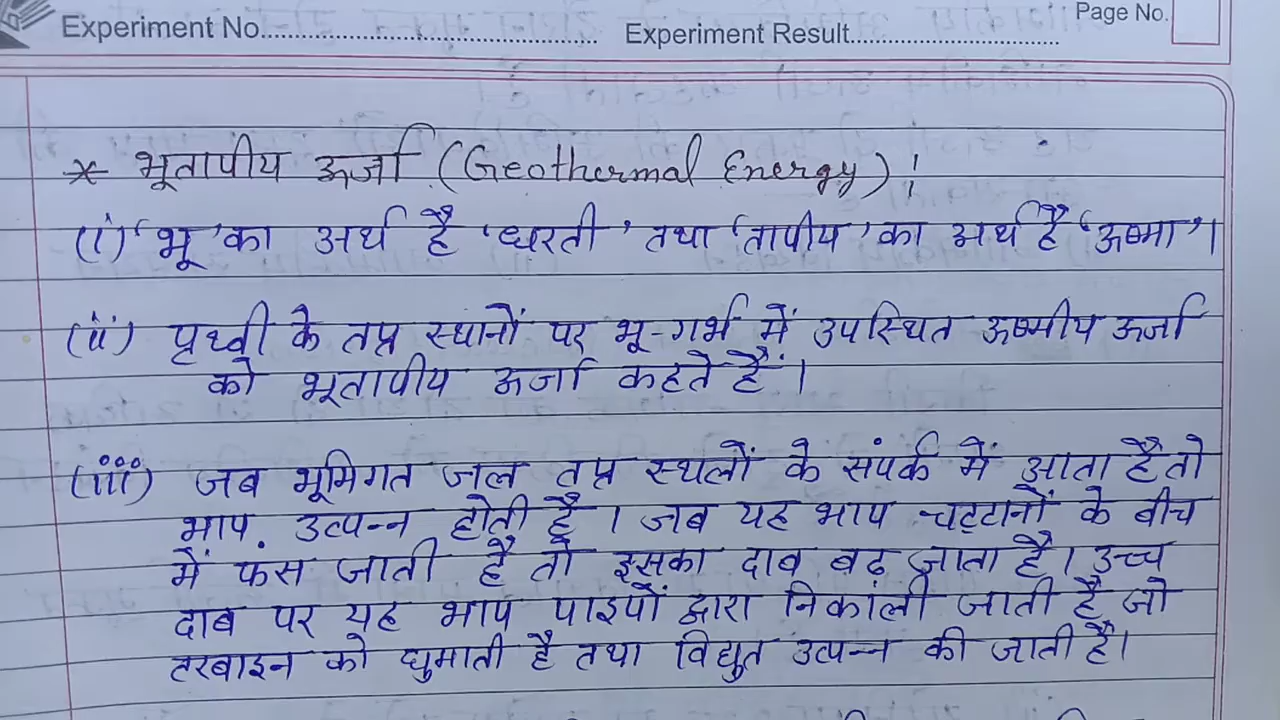 Experiment No.
Experiment Result
Page No.
* भूतापीय ऊर्जा (Geothermal Energy) :
(i) 'भू' का अर्थ है 'धरती' तथा 'तापीय' का अर्थ है 'ऊष्मा'।
(ii) पृथ्वी के तप्त स्थानों पर भू-गर्भ में उपस्थित ऊष्मीय ऊर्जा
को भूतापीय ऊर्जा कहते हैं।
(iii) जब भूमिगत जल तप्त स्थलों के संपर्क में आता है तो
भाप उत्पन्न होती है। जब यह भाप चट्टानों के बीच
में फंस जाती है तो इसका दाब बढ़ जाता है। उच्च
दाब पर यह भाप पाइपों द्वारा निकाली जाती है जो
टरबाइन को घुमाती है तथा विद्युत उत्पन्न की जाती है।